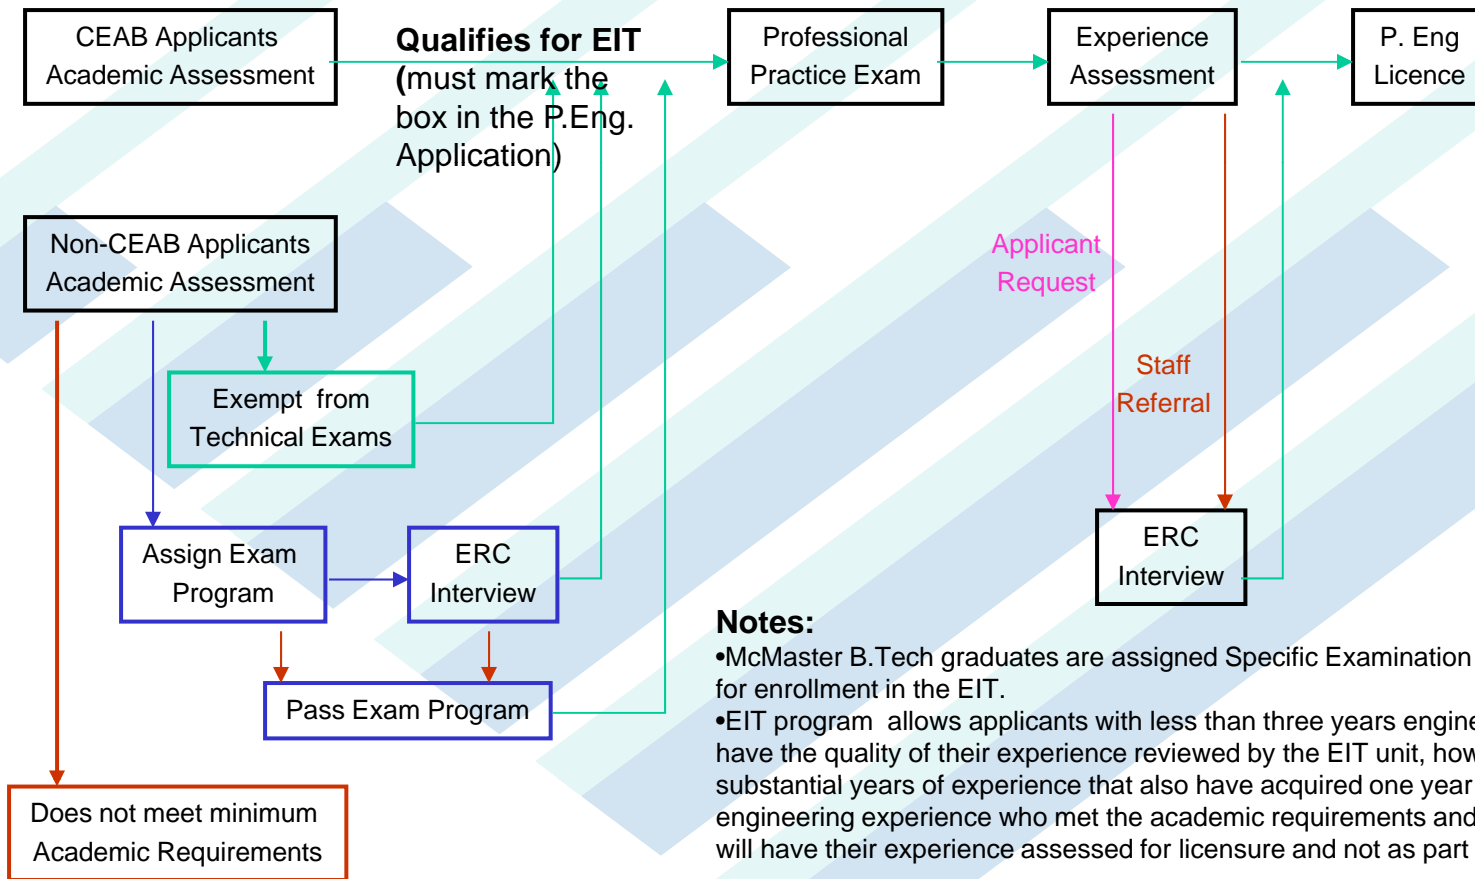 CEAB Applicants
Academic Assessment
Qualifies for EIT
(must mark the
box in the P.Eng.
Application)
Professional
Practice Exam
Experience
Assessment
P. Eng
Licence
Non-CEAB Applicants
Academic Assessment
Applicant
Request
Staff
Referral
Exempt from
Technical Exams
Assign Exam
Program
ERC
Interview
ERC
Interview
Pass Exam Program
Does not meet minimum
Academic Requirements
Notes:
•McMaster B.Tech graduates are assigned Specific Examination
for enrollment in the EIT.
•EIT program allows applicants with less than three years
have the quality of their experience reviewed by the EIT unit,
substantial years of experience that also have acquired one year
engineering experience who met the academic requirements and
will have their experience assessed for licensure and not as part